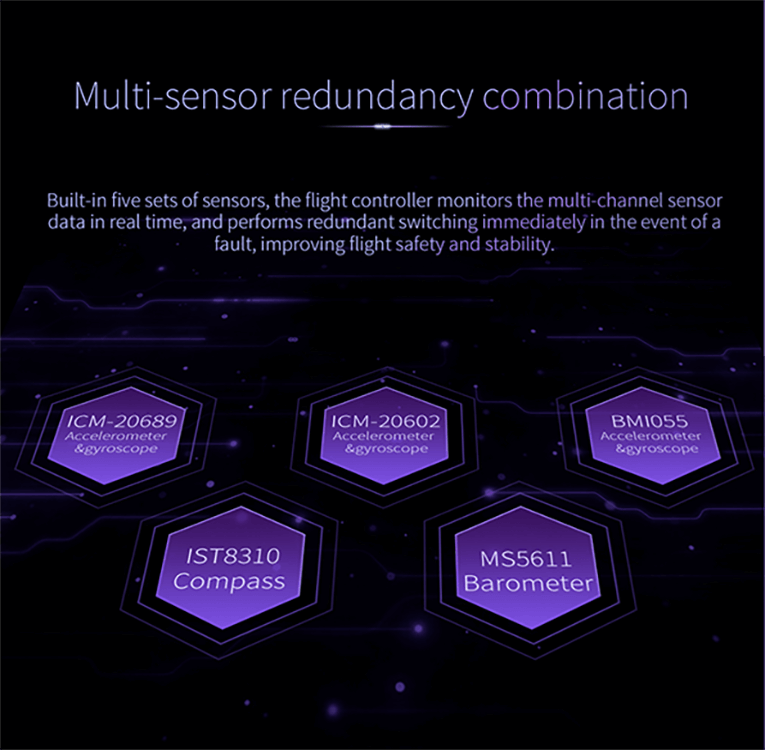 Multi-sensor redundancy combination
Built-in five sets of sensors, the flight controller monitors the multi-channel sensor
data in real time, and performs redundant switching immediately in the event of a
fault, improving flight safety and stability.
ICM-20689
Accelerometer
&gyroscope
ICM-20602
Accelerometer
&gyroscope
BMI055
Accelerometer
&gyroscope
IST8310
Compass
MS5611
Barometer